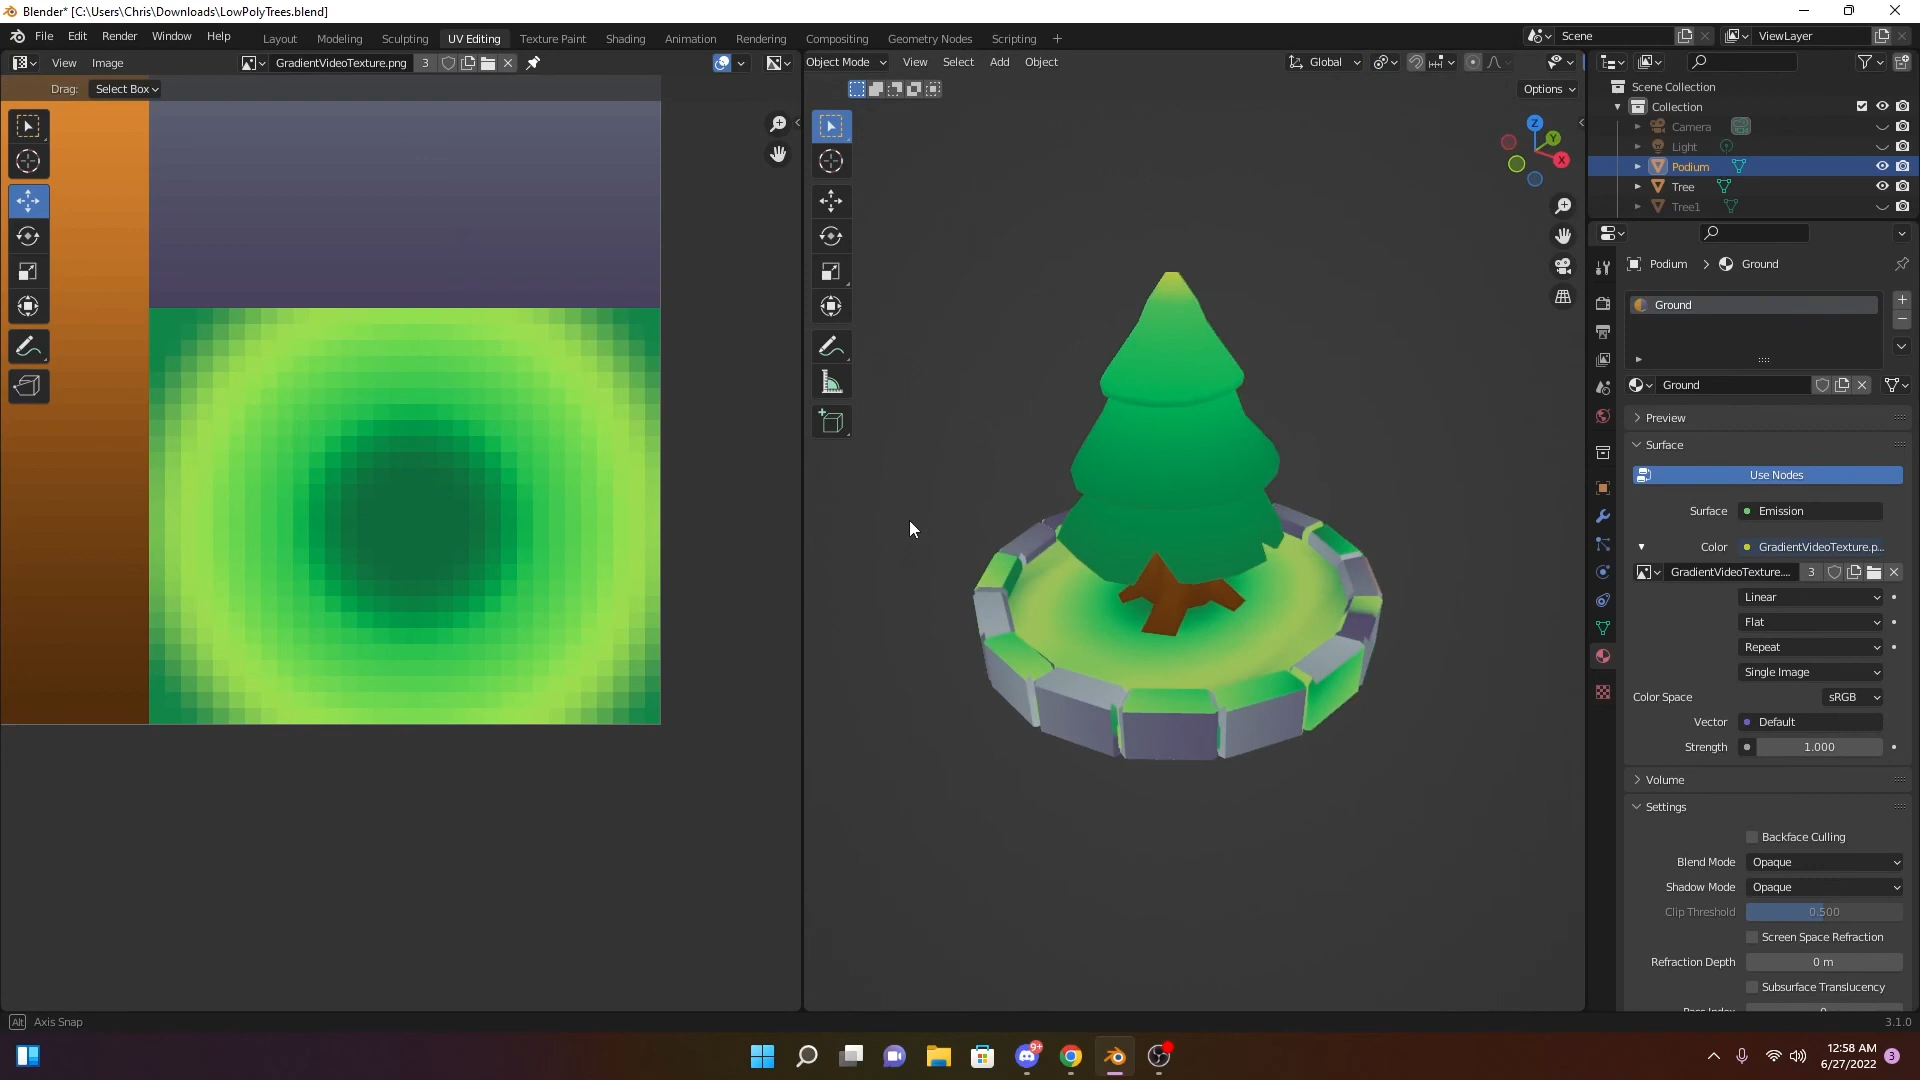 Blender* [C:\Users\Chris\Downloads\LowPolyTrees.blend]
File Edit Render Window Help Layout Modeling Sculpting UV Editing Texture Paint Shading Animation Rendering Compositing Geometry Nodes Scripting Scene ViewLayer
View Image GradientVideoTexture.png 3 Object Mode View Select Add Object Global
Drag: Select Box Options
Scene Collection
Collection
Camera
Light
Podium
Tree
Tree1
Z
Y
X
Podium Ground
Ground
Ground
Preview
Surface
Use Nodes
Surface Emission
Color GradientVideoTexture.p...
GradientVideoTexture.... 3
Linear
Flat
Repeat
Single Image
Color Space sRGB
Vector Default
Strength 1.000
Volume
Settings
Backface Culling
Blend Mode Opaque
Shadow Mode Opaque
Clip Threshold 0.500
Screen Space Refraction
Refraction Depth 0 m
Subsurface Translucency
Alt Axis Snap 3.1.0
9+
12:58 AM
6/27/2022 3